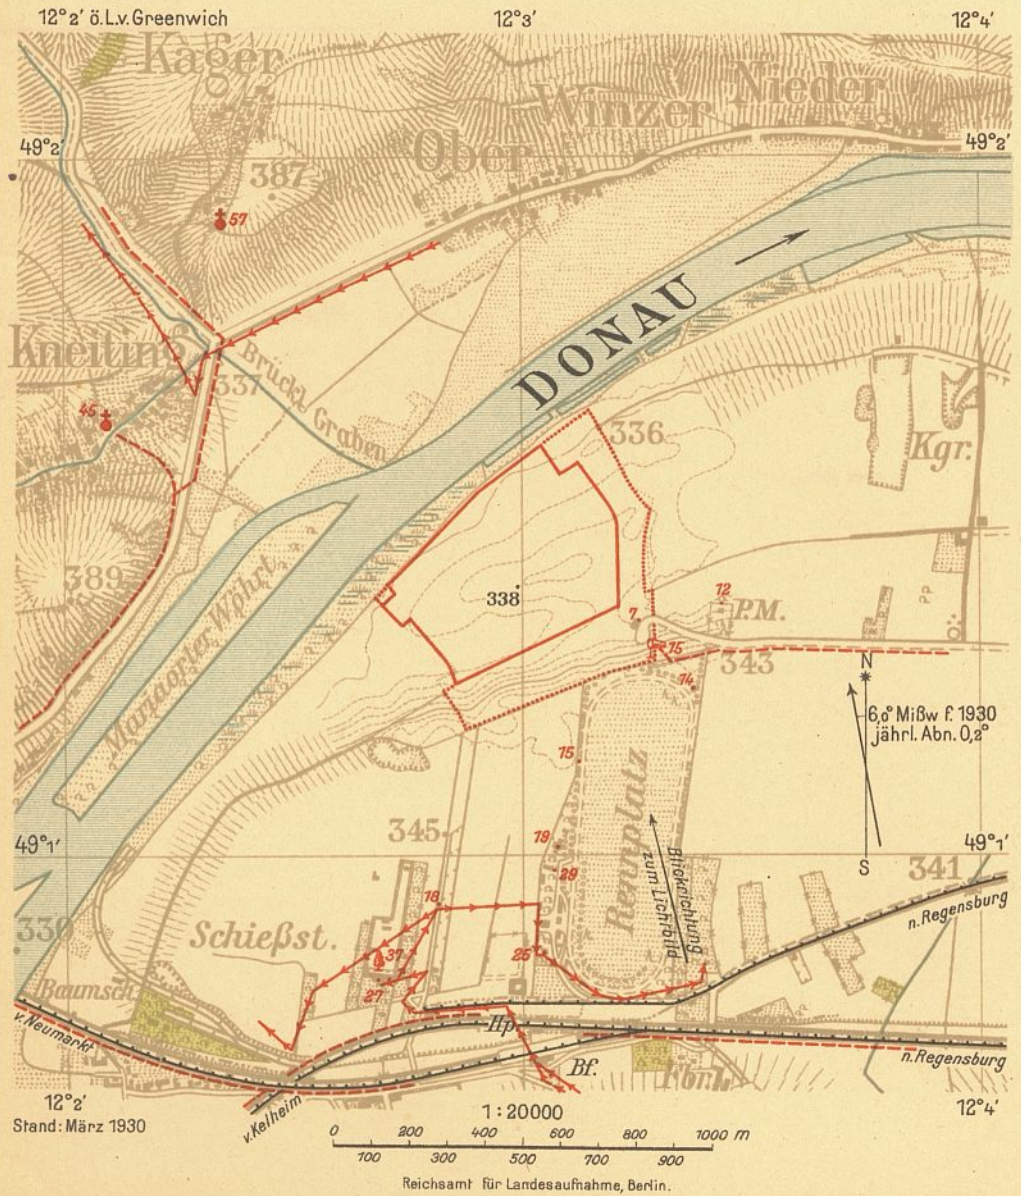 12°2' ö.L.v.Greenwich
12°3'
12°4'
Kager
Nieder
Winzer
Ober
49°2'
49°2'
387
57
DONAU
Kneiting
337
Brückl Graben
45
336
Kgr.
389
338
12
7
P.M.
15
343
14
Mariaorter Wöhrt
N
6,0° Mißw f. 1930
jährl. Abn. 0,2°
15
Rennplatz
345
19
49°1'
49°1'
29
Blickrichtung
zum Lichtbild
S
341
18
n.Regensburg
Schießst.
37
25
27
Baumsch.
v.Neumarkt
Hp.
Bf.
n.Regensburg
v.Kelheim
12°2'
12°4'
Stand: März 1930
1:20000
0 200 400 600 800 1000 m
100 300 500 700 900
Reichsamt für Landesaufnahme, Berlin.